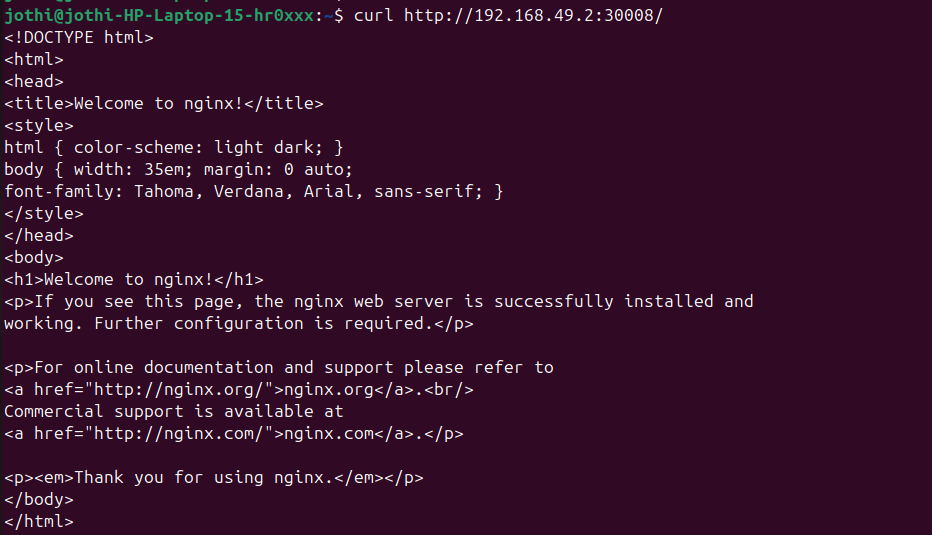 jothi@jothi-HP-Laptop-15-hr0xxx:~$ curl http://192.168.49.2:30008/
<!DOCTYPE html>
<html>
<head>
<title>Welcome to nginx!</title>
<style>
html { color-scheme: light dark; }
body { width: 35em; margin: 0 auto;
font-family: Tahoma, Verdana, Arial, sans-serif; }
</style>
</head>
<body>
<h1>Welcome to nginx!</h1>
<p>If you see this page, the nginx web server is successfully installed and
working. Further configuration is required.</p>

<p>For online documentation and support please refer to
<a href="http://nginx.org/">nginx.org</a>.<br/>
Commercial support is available at
<a href="http://nginx.com/">nginx.com</a>.</p>

<p><em>Thank you for using nginx.</em></p>
</body>
</html>